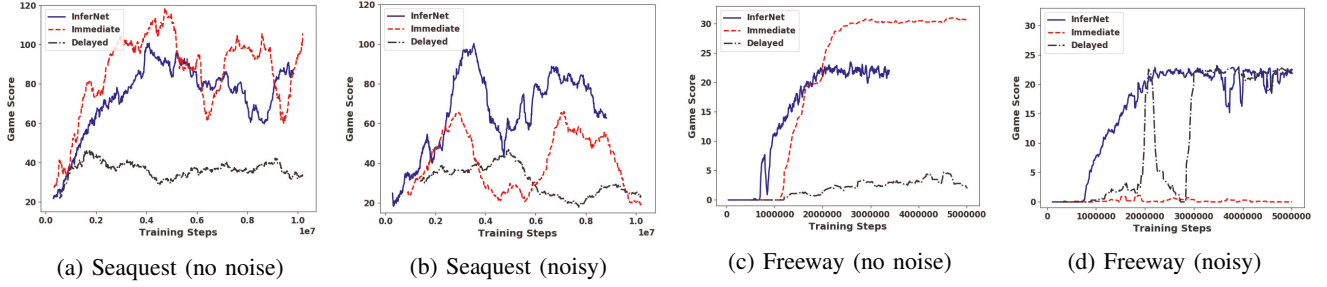 InferNet
Immediate
Delayed
120
100
80
60
40
20
Game Score
0.0
0.2
0.4
0.6
0.8
1.0
1e7
Training Steps
(a) Seaquest (no noise)
InferNet
Immediate
Delayed
120
100
80
60
40
20
Game Score
0.0
0.2
0.4
0.6
0.8
1.0
1e7
Training Steps
(b) Seaquest (noisy)
InferNet
Immediate
Delayed
30
25
20
15
10
5
0
Game Score
1000000
2000000
3000000
4000000
5000000
Training Steps
(c) Freeway (no noise)
InferNet
Immediate
Delayed
30
25
20
15
10
5
0
Game Score
1000000
2000000
3000000
4000000
5000000
Training Steps
(d) Freeway (noisy)